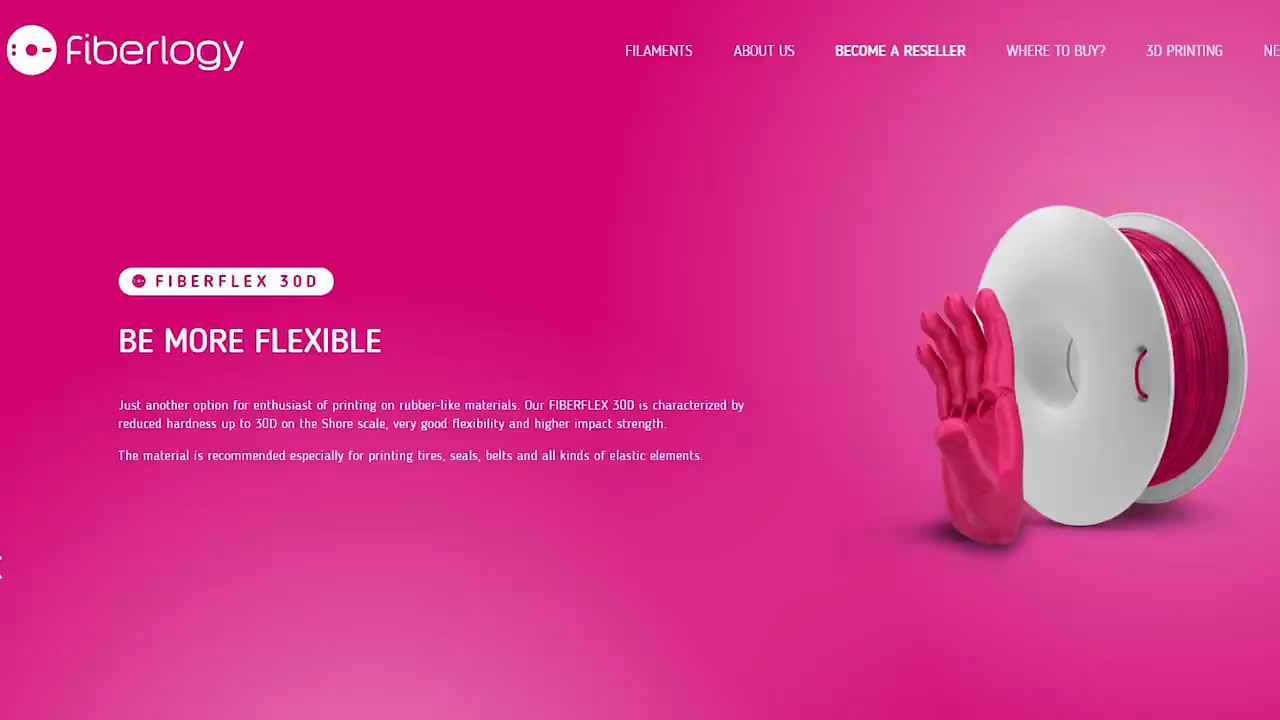 fiberlogy
FILAMENTS
ABOUT US
BECOME A RESELLER
WHERE TO BUY?
3D PRINTING
NE
FIBERFLEX 30D
BE MORE FLEXIBLE
Just another option for enthusiast of printing on rubber-like materials. Our FIBERFLEX 30D is characterized by
reduced hardness up to 30D on the Shore scale, very good flexibility and higher impact strength.
The material is recommended especially for printing tires, seals, belts and all kinds of elastic elements.